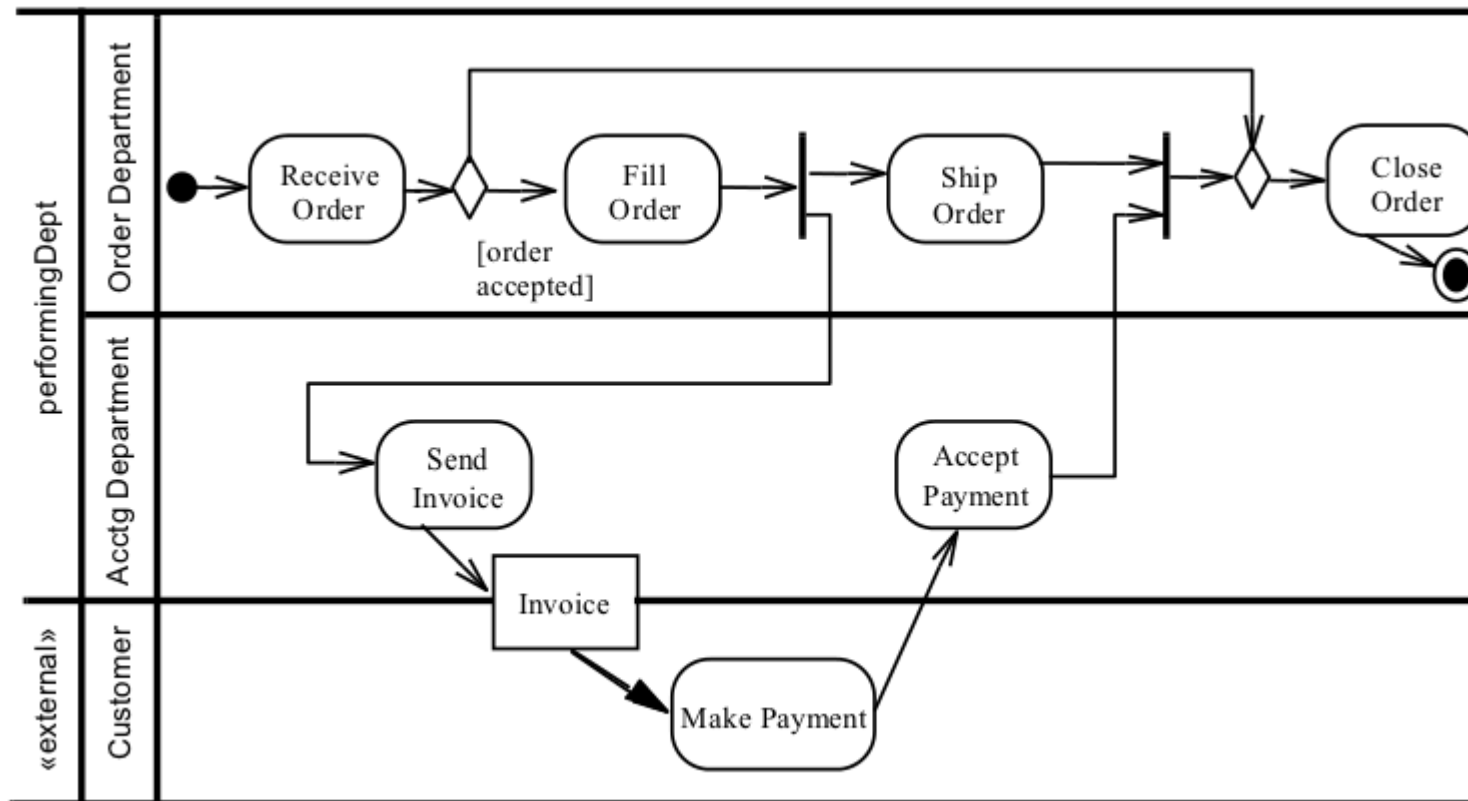 performingDept
Order Department
Receive
Order
Fill
Order
Ship
Order
Close
Order
[order
accepted]
Acctg Department
Send
Invoice
Accept
Payment
Invoice
«external»
Customer
Make Payment